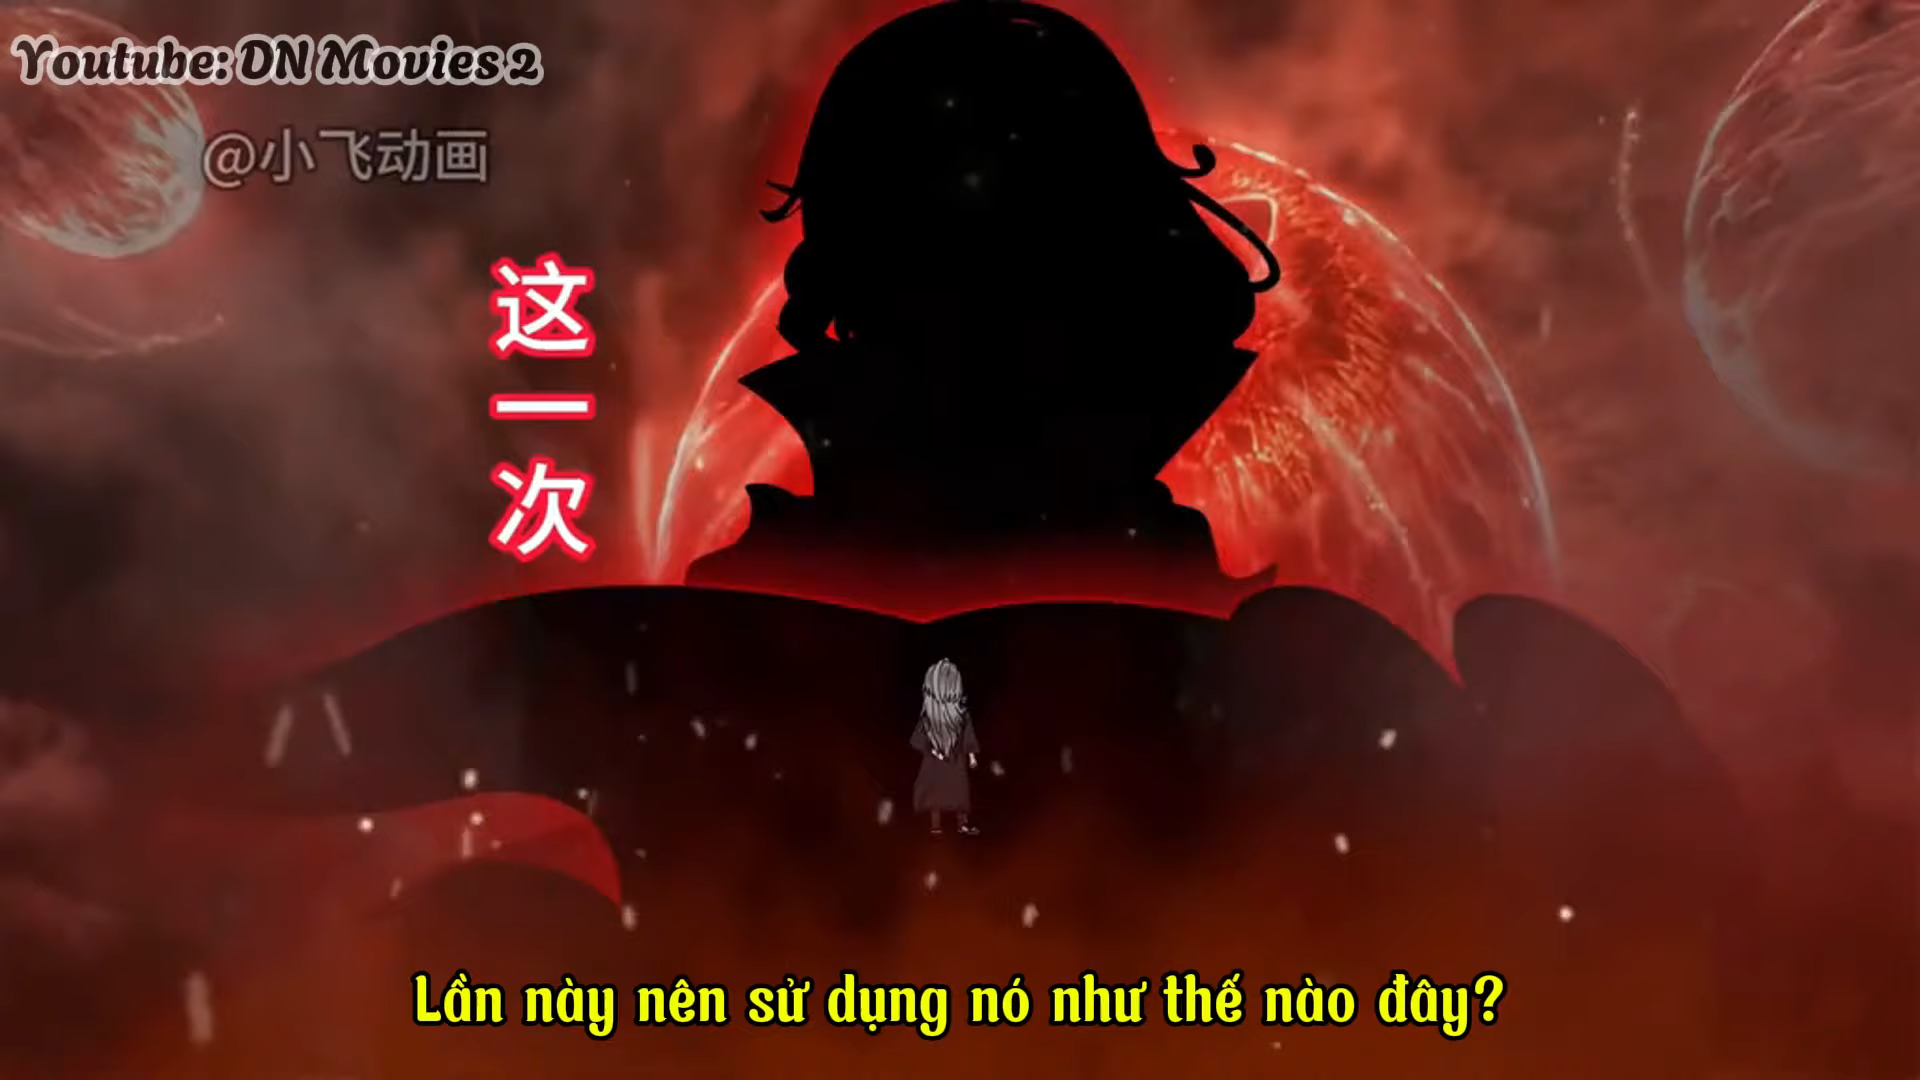 Youtube: DN Movies 2
@小飞动画
这一次
Lần này nên sử dụng nó như thế nào đây?